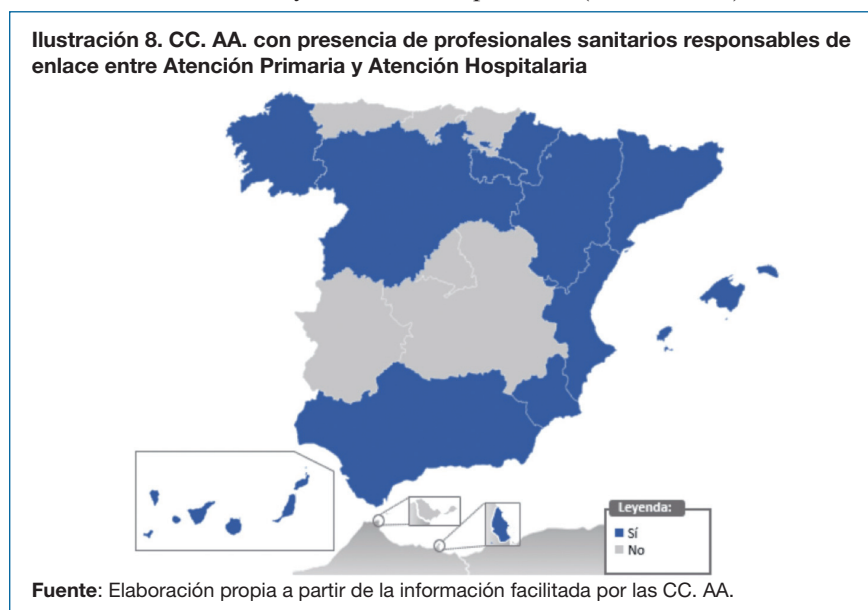 Ilustración 8. CC. AA. con presencia de profesionales sanitarios responsables de
enlace entre Atención Primaria y Atención Hospitalaria
Leyenda:
Sí
No
Fuente: Elaboración propia a partir de la información facilitada por las CC. AA.